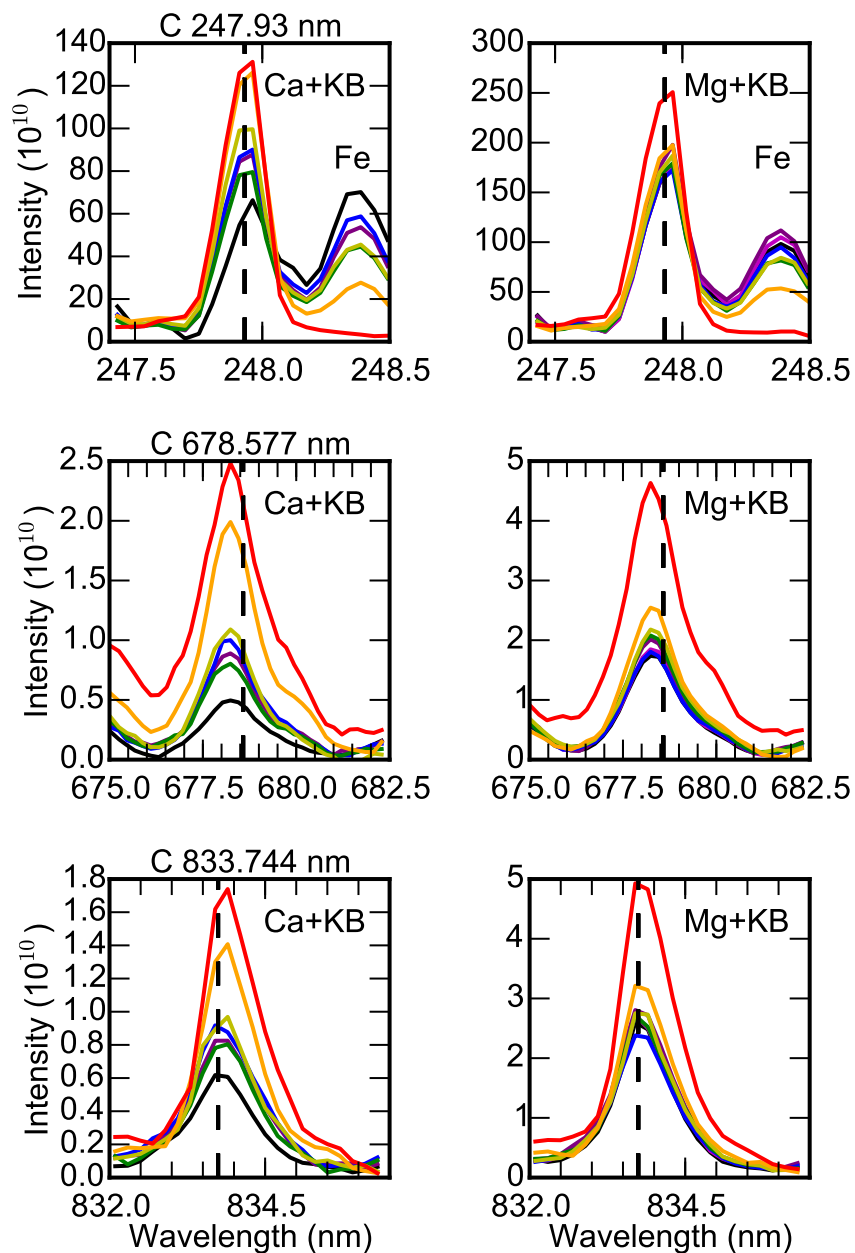 C 247.93 nm
140
120
100
80
60
40
20
0
Intensity (10^10)
Ca+KB
Fe
247.5 248.0 248.5
300
250
200
150
100
50
0
Mg+KB
Fe
247.5 248.0 248.5
C 678.577 nm
2.5
2.0
1.5
1.0
0.5
0.0
Intensity (10^10)
Ca+KB
675.0 677.5 680.0 682.5
5
4
3
2
1
0
Mg+KB
675.0 677.5 680.0 682.5
C 833.744 nm
1.8
1.6
1.4
1.2
1.0
0.8
0.6
0.4
0.2
0.0
Intensity (10^10)
Ca+KB
832.0 834.5
Wavelength (nm)
5
4
3
2
1
0
Mg+KB
832.0 834.5
Wavelength (nm)